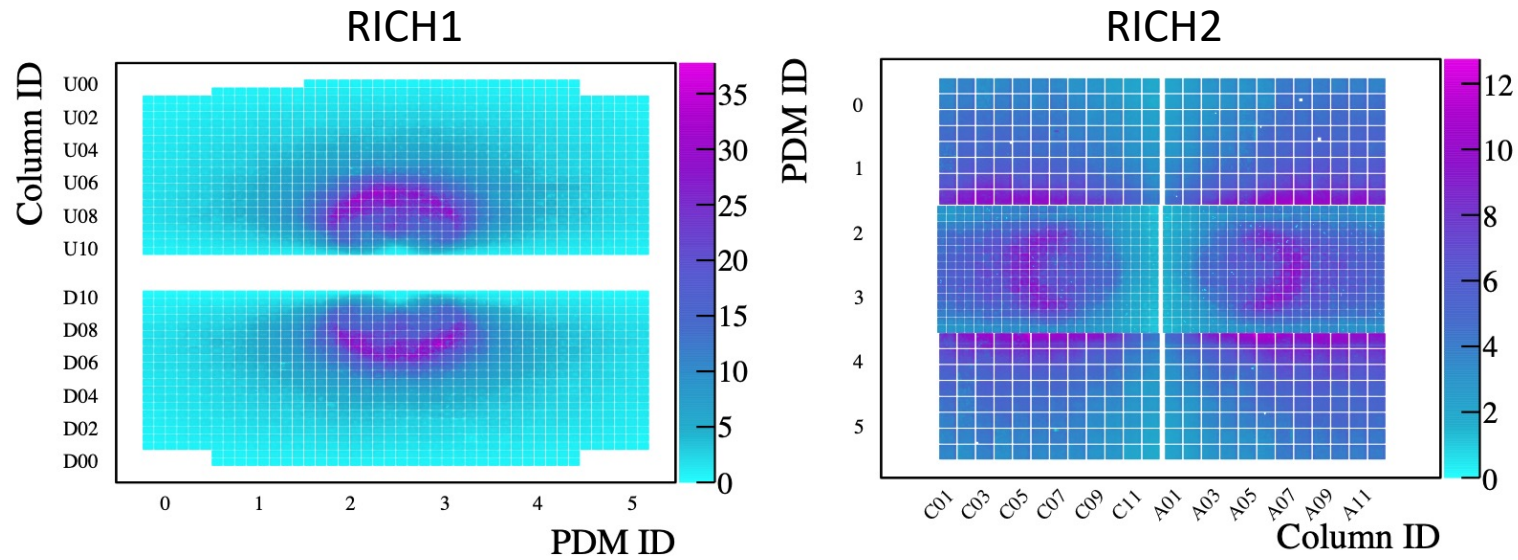 RICH1
Column ID
U00
U02
U04
U06
U08
U10
D10
D08
D06
D04
D02
D00
0 1 2 3 4 5
PDM ID
35
30
25
20
15
10
5
0
RICH2
PDM ID
0
1
2
3
4
5
C01 C03 C05 C07 C09 C11 A01 A03 A05 A07 A09 A11
Column ID
12
10
8
6
4
2
0